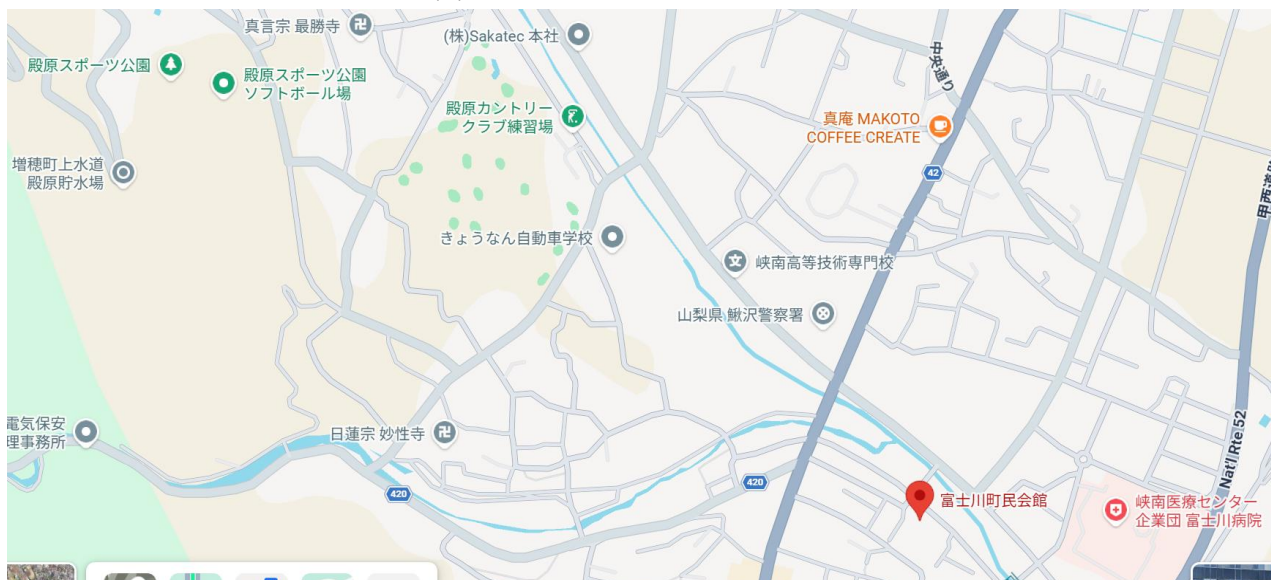 真言宗 最勝寺
(株)Sakatec 本社
中央通り
殿原スポーツ公園
殿原スポーツ公園
ソフトボール場
殿原カントリー
クラブ練習場
真庵 MAKOTO
COFFEE CREATE
増穂町上水道
殿原貯水場
42
きょうなん自動車学校
峡南高等技術専門校
山梨県 鰍沢警察署
電気保安
理事務所
日蓮宗 妙性寺
Nat'l Rte 52
420
420
富士川町民会館
峡南医療センター
企業団 富士川病院